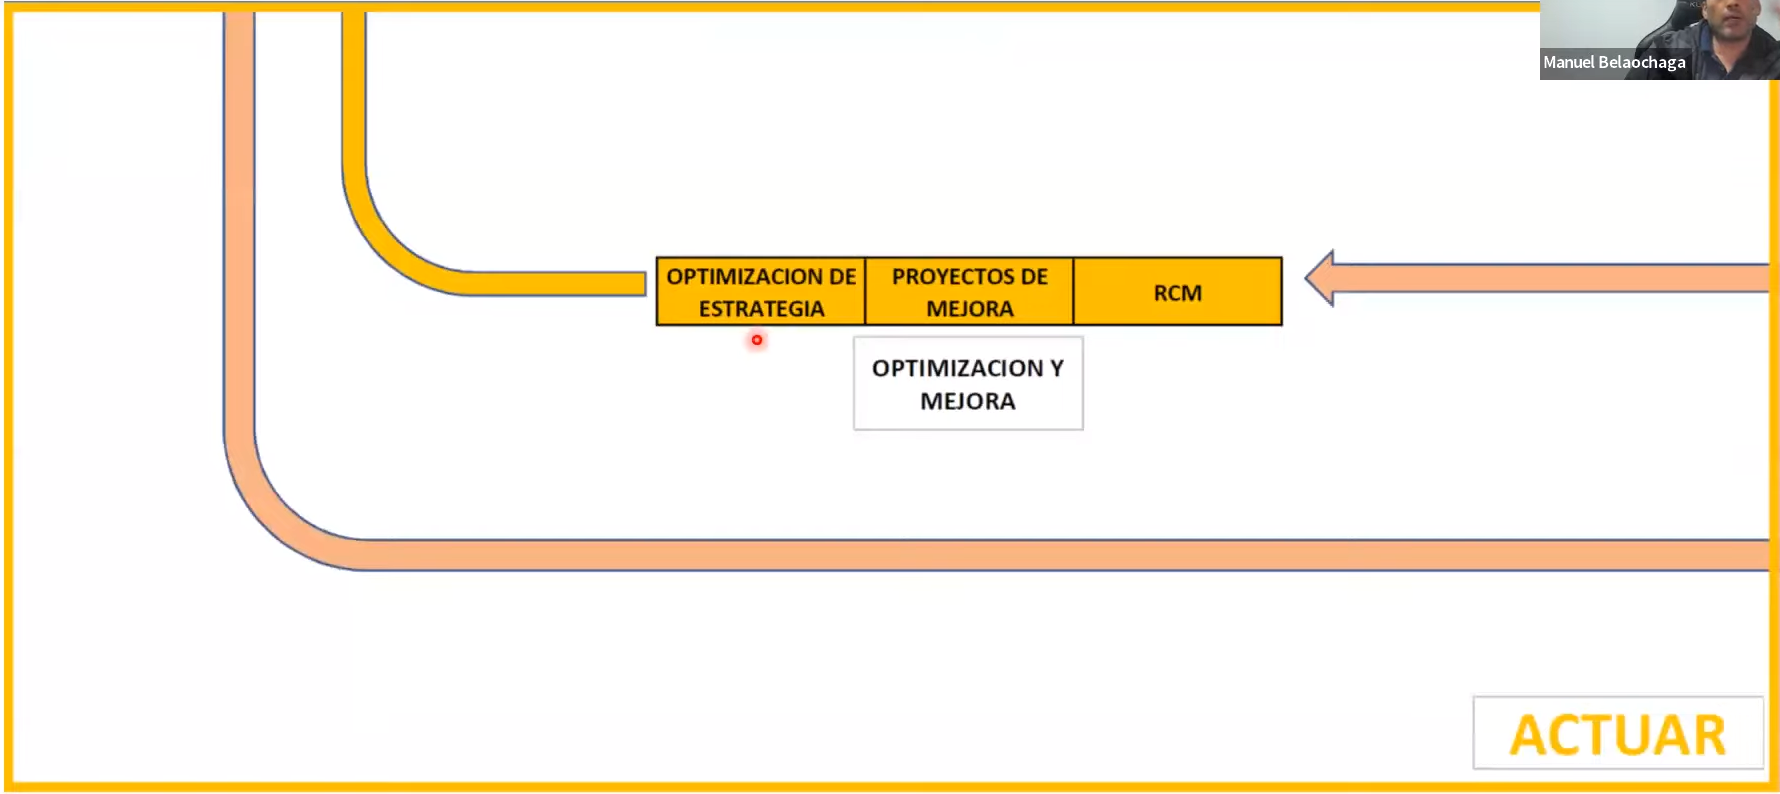 Manuel Belaochaga
OPTIMIZACION DE
ESTRATEGIA
PROYECTOS DE
MEJORA
RCM
OPTIMIZACION Y
MEJORA
ACTUAR